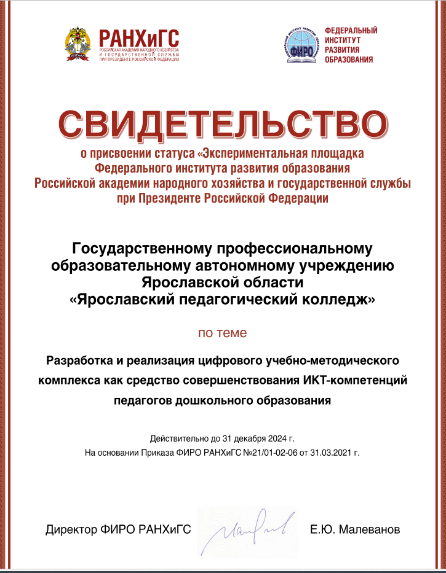 РАНХиГС
РОССИЙСКАЯ АКАДЕМИЯ НАРОДНОГО ХОЗЯЙСТВА
И ГОСУДАРСТВЕННОЙ СЛУЖБЫ
ПРИ ПРЕЗИДЕНТЕ РОССИЙСКОЙ ФЕДЕРАЦИИ
ФИРО
ФЕДЕРАЛЬНЫЙ
ИНСТИТУТ
РАЗВИТИЯ
ОБРАЗОВАНИЯ
СВИДЕТЕЛЬСТВО
о присвоении статуса «Экспериментальная площадка
Федерального института развития образования
Российской академии народного хозяйства и государственной службы
при Президенте Российской Федерации
Государственному профессиональному
образовательному автономному учреждению
Ярославской области
«Ярославский педагогический колледж»
по теме
Разработка и реализация цифрового учебно-методического
комплекса как средство совершенствования ИКТ-компетенций
педагогов дошкольного образования
Действительно до 31 декабря 2024 г.
На основании Приказа ФИРО РАНХиГС №21/01-02-06 от 31.03.2021 г.
Директор ФИРО РАНХиГС
Е.Ю. Малеванов